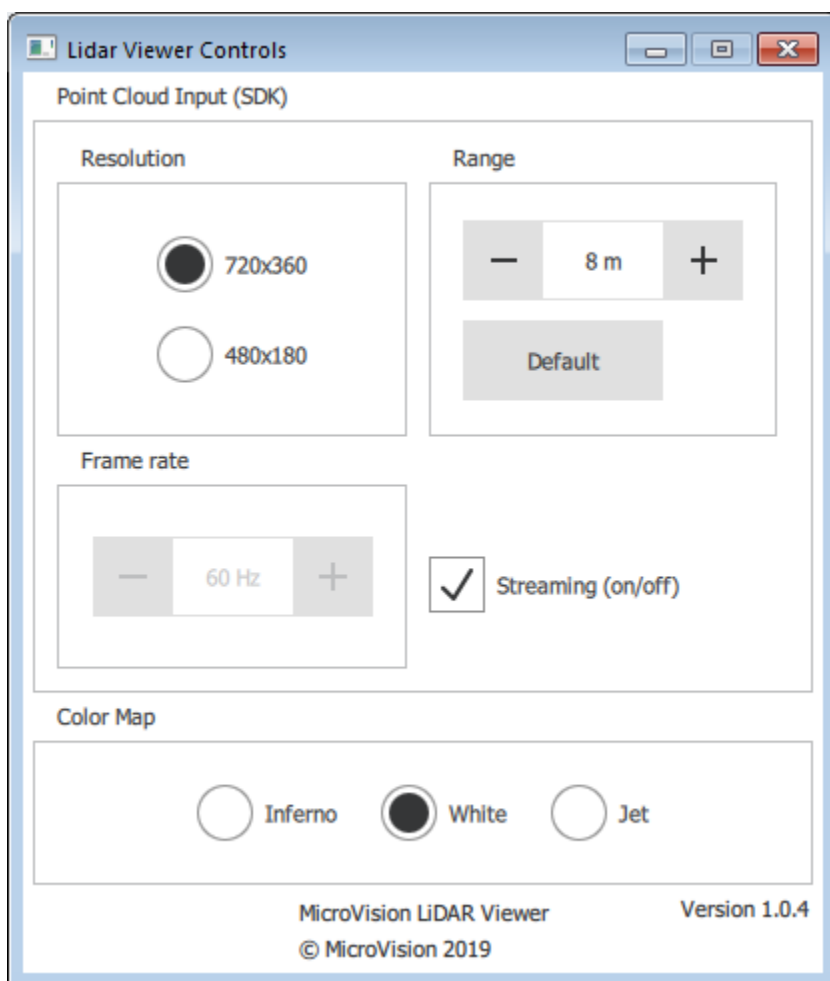 Lidar Viewer Controls
Point Cloud Input (SDK)
Resolution
720x360
480x180
Range
− 8 m +
Default
Frame rate
− 60 Hz +
Streaming (on/off)
Color Map
Inferno White Jet
MicroVision LiDAR Viewer
Version 1.0.4
© MicroVision 2019